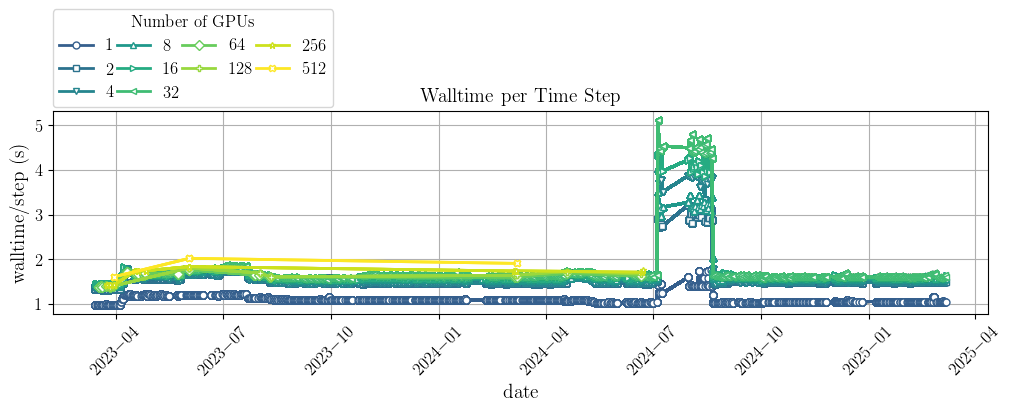 Number of GPUs
1 8 64 256
2 16 128 512
4 32
Walltime per Time Step
walltime/step (s)
5
4
3
2
1
2023−04 2023−07 2023−10 2024−01 2024−04 2024−07 2024−10 2025−01 2025−04
date